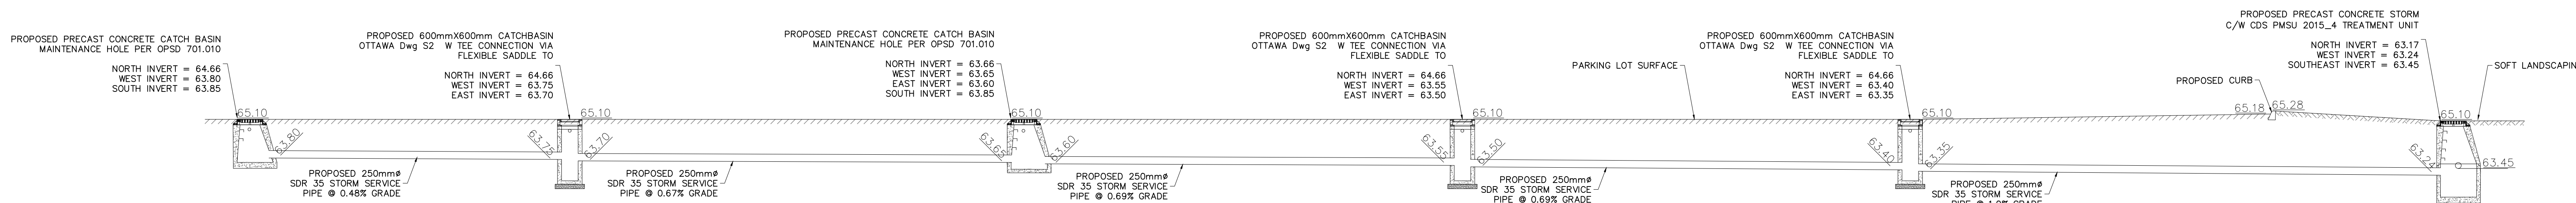 PROPOSED PRECAST CONCRETE CATCH BASIN
MAINTENANCE HOLE PER OPSD 701.010
NORTH INVERT = 64.66
WEST INVERT = 63.80
SOUTH INVERT = 63.85
PROPOSED 600mmX600mm CATCHBASIN
OTTAWA Dwg S2 W TEE CONNECTION VIA
FLEXIBLE SADDLE TO
NORTH INVERT = 64.66
WEST INVERT = 63.75
EAST INVERT = 63.70
PROPOSED PRECAST CONCRETE CATCH BASIN
MAINTENANCE HOLE PER OPSD 701.010
NORTH INVERT = 63.66
WEST INVERT = 63.65
EAST INVERT = 63.60
SOUTH INVERT = 63.85
PROPOSED 600mmX600mm CATCHBASIN
OTTAWA Dwg S2 W TEE CONNECTION VIA
FLEXIBLE SADDLE TO
NORTH INVERT = 64.66
WEST INVERT = 63.55
EAST INVERT = 63.50
PARKING LOT SURFACE
PROPOSED 600mmX600mm CATCHBASIN
OTTAWA Dwg S2 W TEE CONNECTION VIA
FLEXIBLE SADDLE TO
NORTH INVERT = 64.66
WEST INVERT = 63.40
EAST INVERT = 63.35
PROPOSED CURB
PROPOSED PRECAST CONCRETE STORM
C/W CDS PMSU 2015_4 TREATMENT UNIT
NORTH INVERT = 63.17
WEST INVERT = 63.24
SOUTHEAST INVERT = 63.45
SOFT LANDSCAPIN
65.10
65.10
65.10
65.10
65.10
65.18
65.28
65.10
63.80
63.75
63.70
63.65
63.60
63.55
63.50
63.40
63.35
63.24
63.45
PROPOSED 250mmø
SDR 35 STORM SERVICE
PIPE @ 0.48% GRADE
PROPOSED 250mmø
SDR 35 STORM SERVICE
PIPE @ 0.67% GRADE
PROPOSED 250mmø
SDR 35 STORM SERVICE
PIPE @ 0.69% GRADE
PROPOSED 250mmø
SDR 35 STORM SERVICE
PIPE @ 0.69% GRADE
PROPOSED 250mmø
SDR 35 STORM SERVICE